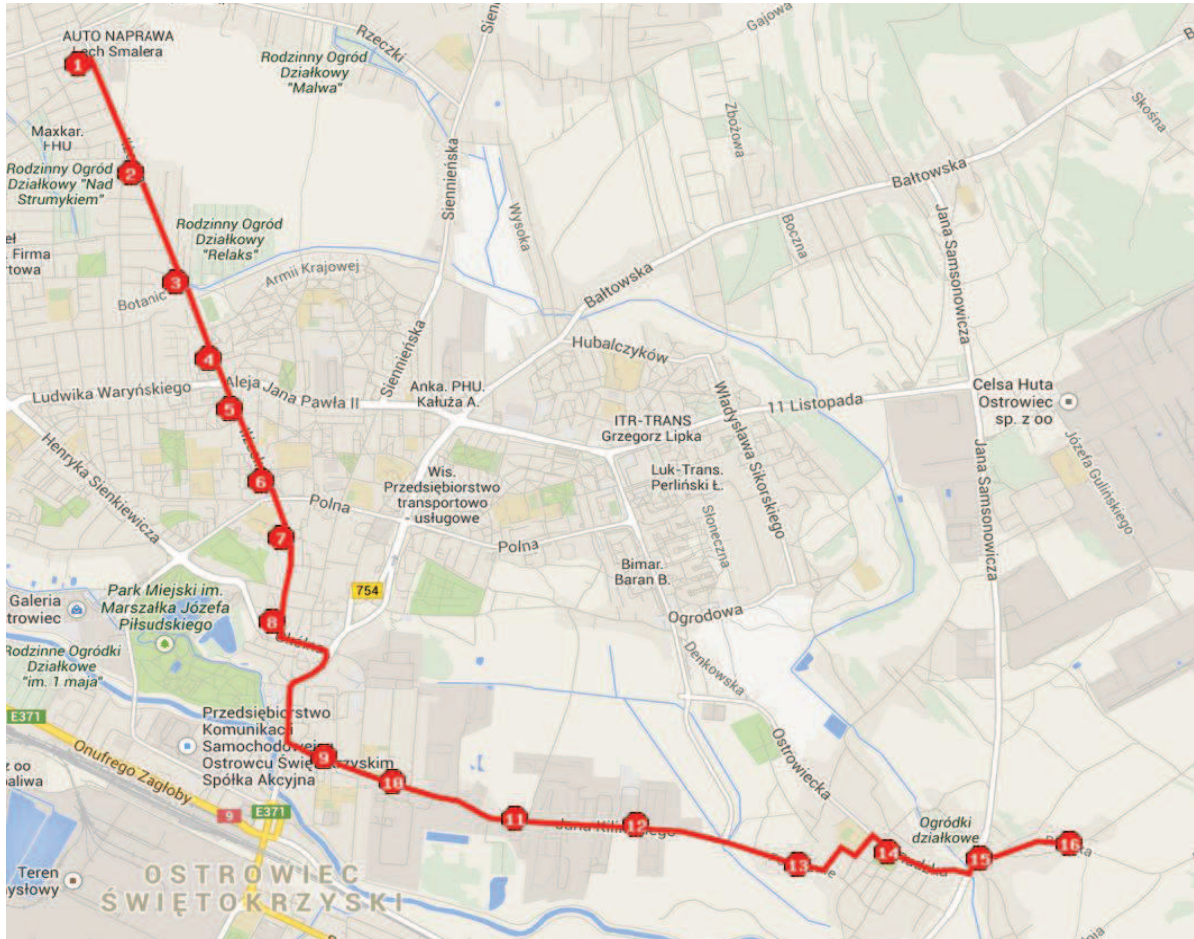 AUTO NAPRAWA
Lech Smalera
1
Rzeczki
Gajowa
Rodzinny Ogród
Działkowy
"Malwa"
Maxkar.
Zbożowa
Skośna
Rodzinny Ogród
Działkowy "Nad
Strumykiem"
2
Siennieńska
Bałtowska
Rodzinny Ogród
Działkowy
"Relaks"
Wysoka
Boczna
Jana Samsonowicza
Firma
Armii Krajowej
3
Bałtowska
Siennieńska
Hubalczyków
4
Ludwika Waryńskiego
Aleja Jana Pawła II
Anka. PHU.
Kałuża A.
5
Władysława Sikorskiego
11 Listopada
Celsa Huta
Ostrowiec
sp. z oo
ITR-TRANS
Grzegorz Lipka
Henryka Sienkiewicza
6
Wis.
Przedsiębiorstwo
transportowo
- usługowe
Luk-Trans.
Perliński Ł.
Józefa Gulińskiego
Jana Samsonowicza
Polna
Słoneczna
7
Polna
Bimar.
Baran B.
754
Park Miejski im.
Marszałka Józefa
Piłsudskiego
Galeria
8
Ogrodowa
Rodzinne Ogródki
Działkowe
"im. 1 maja"
Denkowska
E371
Przedsiębiorstwo
Komunikacji
Samochodowej
Spółka Akcyjna
9
Onufrego Zagłoby
10
Ostrowiecka
9
E371
11
12
Ogródki
działkowe
13
14
15
16
Teren
OSTROWIEC
ŚWIĘTOKRZYSKI